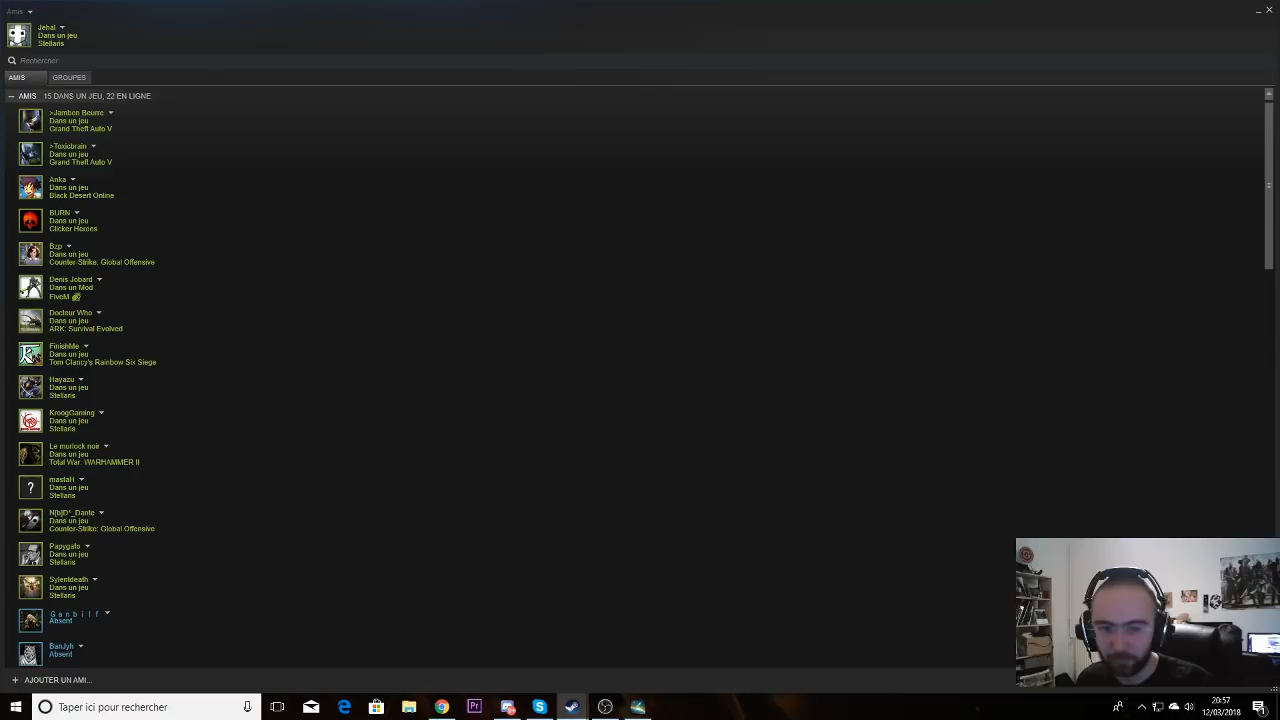 Amis
Jehal
Dans un jeu
Stellaris
Rechercher
AMIS GROUPES
AMIS 15 DANS UN JEU, 22 EN LIGNE
>Jambon Beurre
Dans un jeu
Grand Theft Auto V
>Toxicbrain
Dans un jeu
Grand Theft Auto V
Anka
Dans un jeu
Black Desert Online
BURN
Dans un jeu
Clicker Heroes
Bzp
Dans un jeu
Counter-Strike: Global Offensive
Denis Jobard
Dans un Mod
FiveM
Docteur Who
Dans un jeu
ARK: Survival Evolved
FinishMe
Dans un jeu
Tom Clancy's Rainbow Six Siege
Hayazu
Dans un jeu
Stellaris
KroogGaming
Dans un jeu
Stellaris
Le murlock noir
Dans un jeu
Total War: WARHAMMER II
?
Dans un jeu
Stellaris
Dans un jeu
Counter-Strike: Global Offensive
Papygato
Dans un jeu
Stellaris
Sylentdeath
Dans un jeu
Stellaris
G a n b i l f
Absent
BanJyh
Absent
+ AJOUTER UN AMI...
Taper ici pour rechercher
Pr
20:57
12/03/2018
1